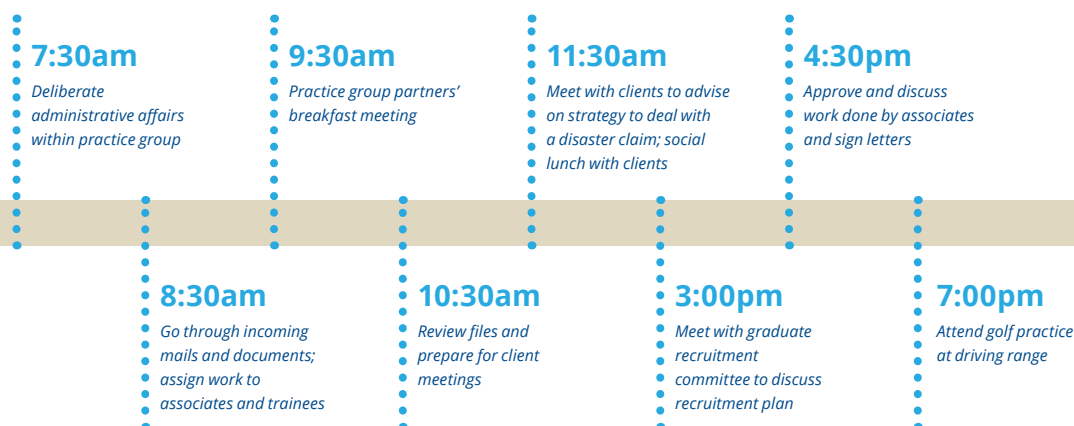 7:30am
Deliberate
administrative affairs
within practice group
9:30am
Practice group partners’
breakfast meeting
11:30am
Meet with clients to advise
on strategy to deal with
a disaster claim; social
lunch with clients
4:30pm
Approve and discuss
work done by associates
and sign letters
8:30am
Go through incoming
mails and documents;
assign work to
associates and trainees
10:30am
Review files and
prepare for client
meetings
3:00pm
Meet with graduate
recruitment
committee to discuss
recruitment plan
7:00pm
Attend golf practice
at driving range